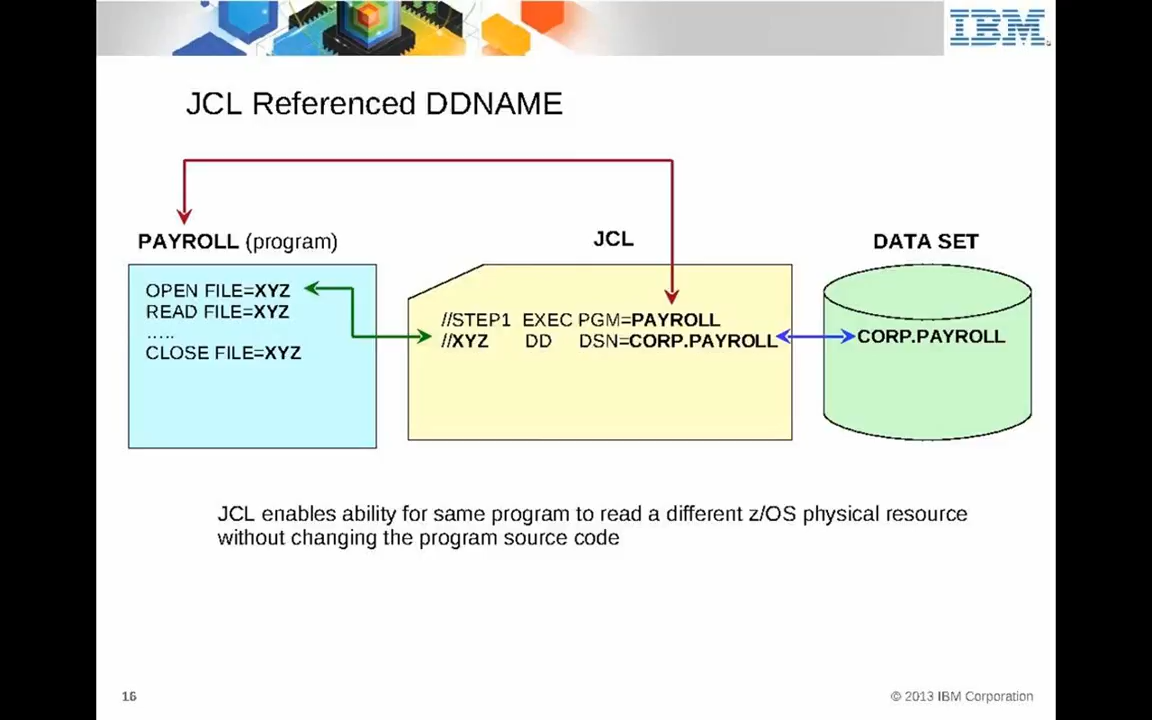 IBM
JCL Referenced DDNAME
PAYROLL (program)
JCL
DATA SET
OPEN FILE=XYZ
READ FILE=XYZ
.....
CLOSE FILE=XYZ
//STEP1 EXEC PGM=PAYROLL
//XYZ DD DSN=CORP.PAYROLL
CORP.PAYROLL
JCL enables ability for same program to read a different z/OS physical resource
without changing the program source code
16
© 2013 IBM Corporation